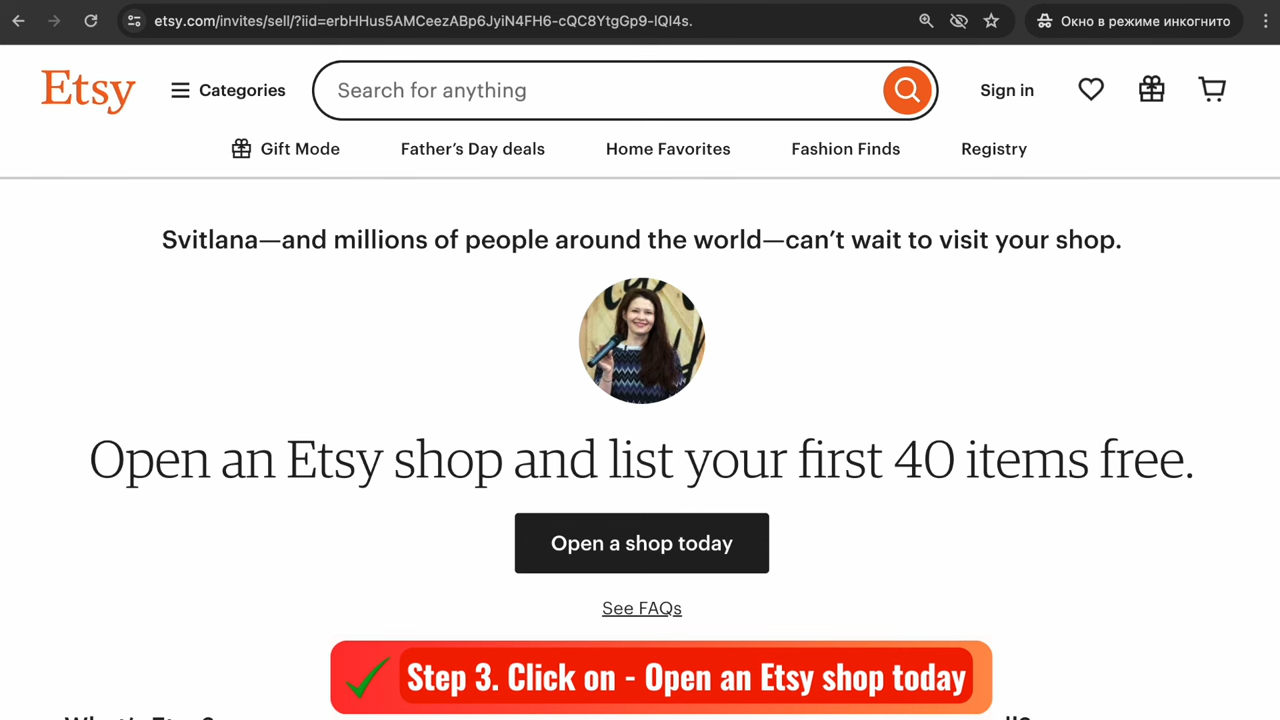 etsy.com/invites/sell/?iid=erbHHus5AMCeezABp6JyiN4FH6-cQC8YtgGp9-lQI4s.
Окно в режиме инкогнито
Etsy
Categories
Search for anything
Sign in
Gift Mode
Father’s Day deals
Home Favorites
Fashion Finds
Registry
Svitlana—and millions of people around the world—can’t wait to visit your shop.
Open an Etsy shop and list your first 40 items free.
Open a shop today
See FAQs
Step 3. Click on - Open an Etsy shop today